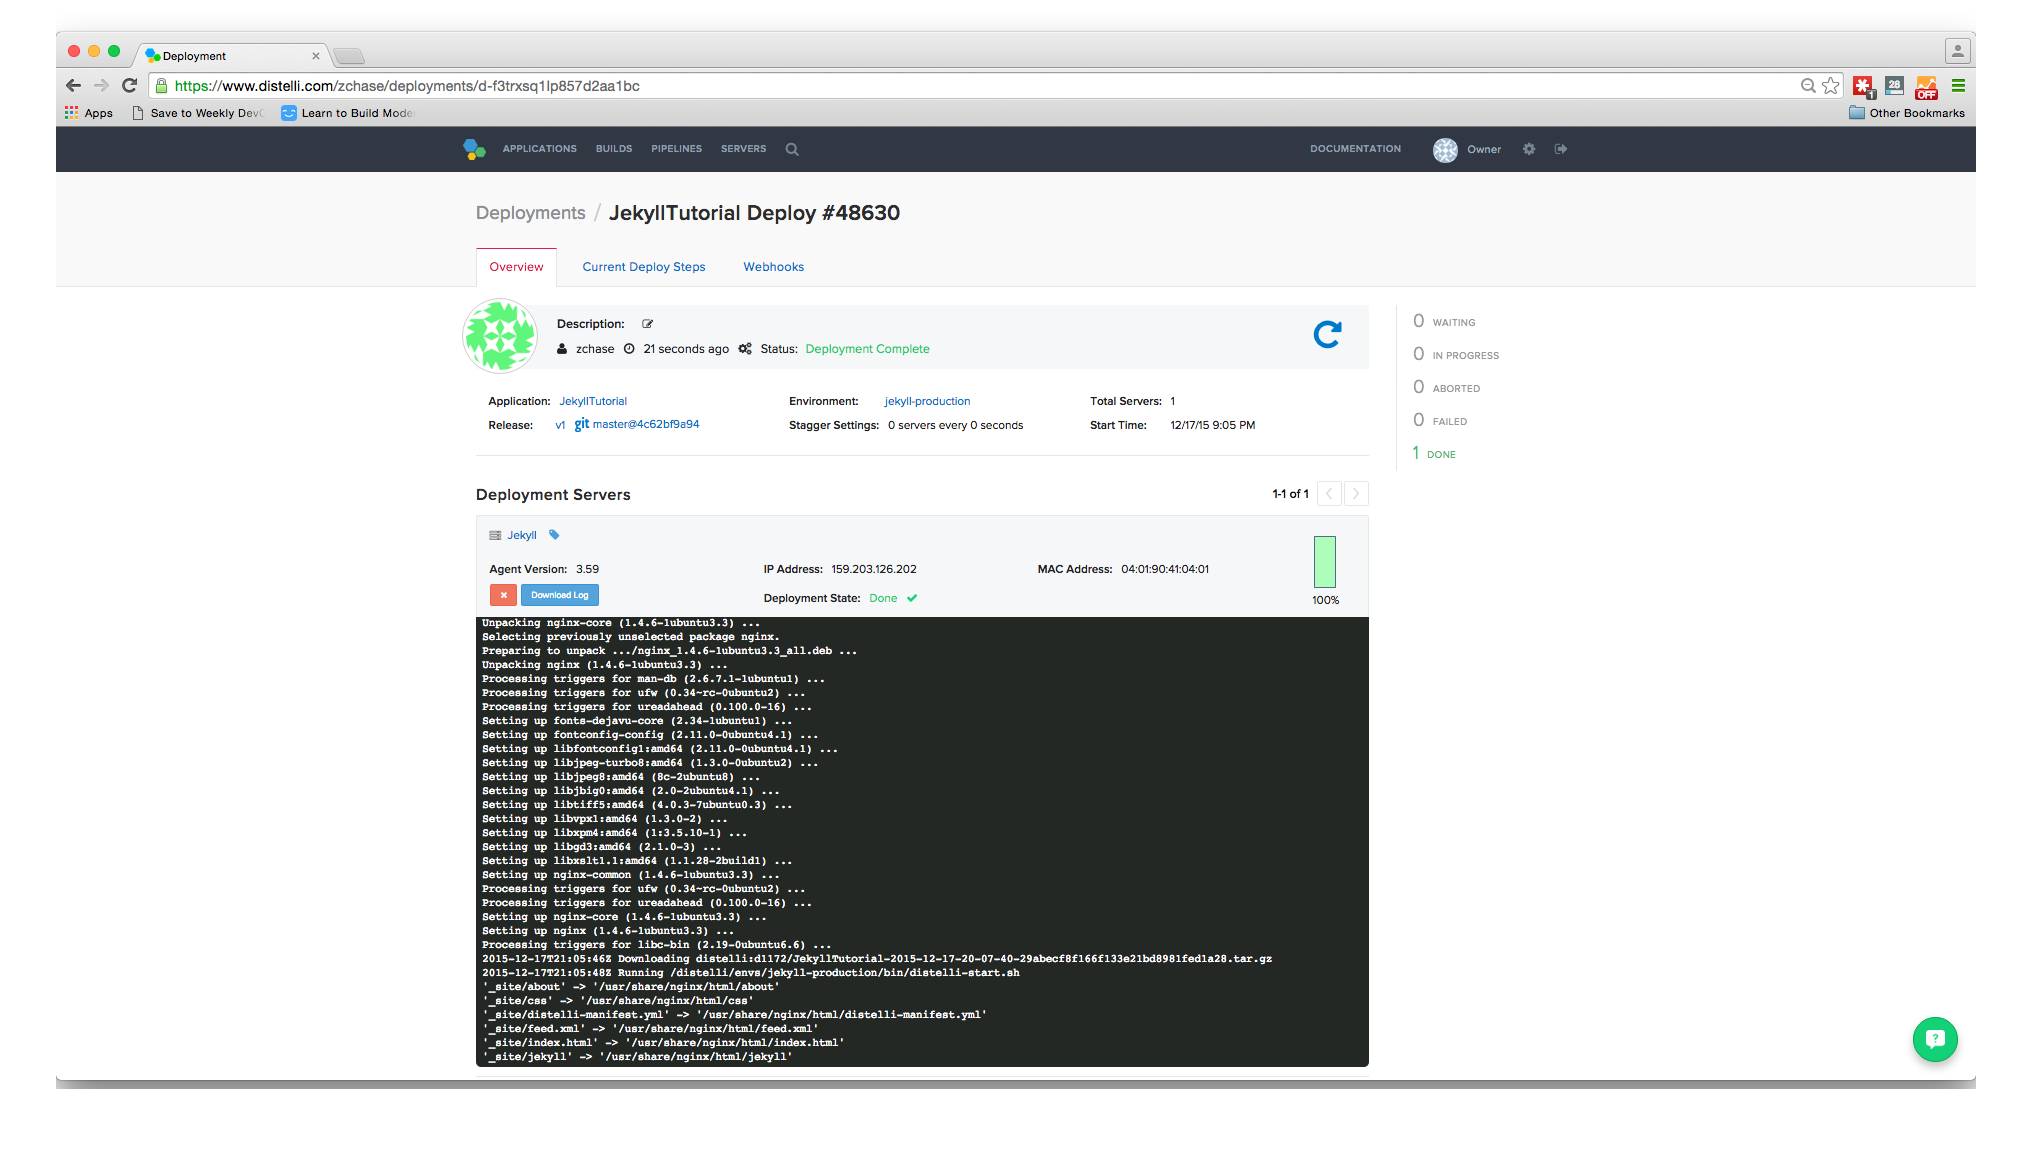 Deployment
https://www.distelli.com/zchase/deployments/d-f3trxsq1lp857d2aa1bc
1
28
OFF
Apps Save to Weekly Dev Learn to Build Mode
Other Bookmarks
APPLICATIONS BUILDS PIPELINES SERVERS DOCUMENTATION Owner
Deployments / JekyllTutorial Deploy #48630
Overview Current Deploy Steps Webhooks
Description:
zchase 21 seconds ago Status: Deployment Complete
0 WAITING
0 IN PROGRESS
0 ABORTED
0 FAILED
1 DONE
Application: JekyllTutorial Environment: jekyll-production Total Servers: 1
Release: v1 git master@4c62bf9a94 Stagger Settings: 0 servers every 0 seconds Start Time: 12/17/15 9:05 PM
Deployment Servers 1-1 of 1
Jekyll
Agent Version: 3.59 IP Address: 159.203.126.202 MAC Address: 04:01:90:41:04:01
Download Log Deployment State: Done 100%
Unpacking nginx-core (1.4.6-1ubuntu3.3) ...
Selecting previously unselected package nginx.
Preparing to unpack .../nginx_1.4.6-1ubuntu3.3_all.deb ...
Unpacking nginx (1.4.6-1ubuntu3.3) ...
Processing triggers for man-db (2.6.7.1-1ubuntu1) ...
Processing triggers for ufw (0.34~rc-0ubuntu2) ...
Processing triggers for ureadahead (0.100.0-16) ...
Setting up fonts-dejavu-core (2.34-1ubuntu1) ...
Setting up fontconfig-config (2.11.0-0ubuntu4.1) ...
Setting up libfontconfig1:amd64 (2.11.0-0ubuntu4.1) ...
Setting up libjpeg-turbo8:amd64 (1.3.0-0ubuntu2) ...
Setting up libjpeg8:amd64 (8c-2ubuntu8) ...
Setting up libjbig0:amd64 (2.0-2ubuntu4.1) ...
Setting up libtiff5:amd64 (4.0.3-7ubuntu0.3) ...
Setting up libvpx1:amd64 (1.3.0-2) ...
Setting up libxpm4:amd64 (1:3.5.10-1) ...
Setting up libgd3:amd64 (2.1.0-3) ...
Setting up libxslt1.1:amd64 (1.1.28-2build1) ...
Setting up nginx-common (1.4.6-1ubuntu3.3) ...
Processing triggers for ufw (0.34~rc-0ubuntu2) ...
Processing triggers for ureadahead (0.100.0-16) ...
Setting up nginx-core (1.4.6-1ubuntu3.3) ...
Setting up nginx (1.4.6-1ubuntu3.3) ...
Processing triggers for libc-bin (2.19-0ubuntu6.6) ...
2015-12-17T21:05:46Z Downloading distelli:d1172/JekyllTutorial-2015-12-17-20-07-40-29abecf8f166f133e21bd8981fed1a28.tar.gz
2015-12-17T21:05:48Z Running /distelli/envs/jekyll-production/bin/distelli-start.sh
'_site/about' -> '/usr/share/nginx/html/about'
'_site/css' -> '/usr/share/nginx/html/css'
'_site/distelli-manifest.yml' -> '/usr/share/nginx/html/distelli-manifest.yml'
'_site/feed.xml' -> '/usr/share/nginx/html/feed.xml'
'_site/index.html' -> '/usr/share/nginx/html/index.html'
'_site/jekyll' -> '/usr/share/nginx/html/jekyll'